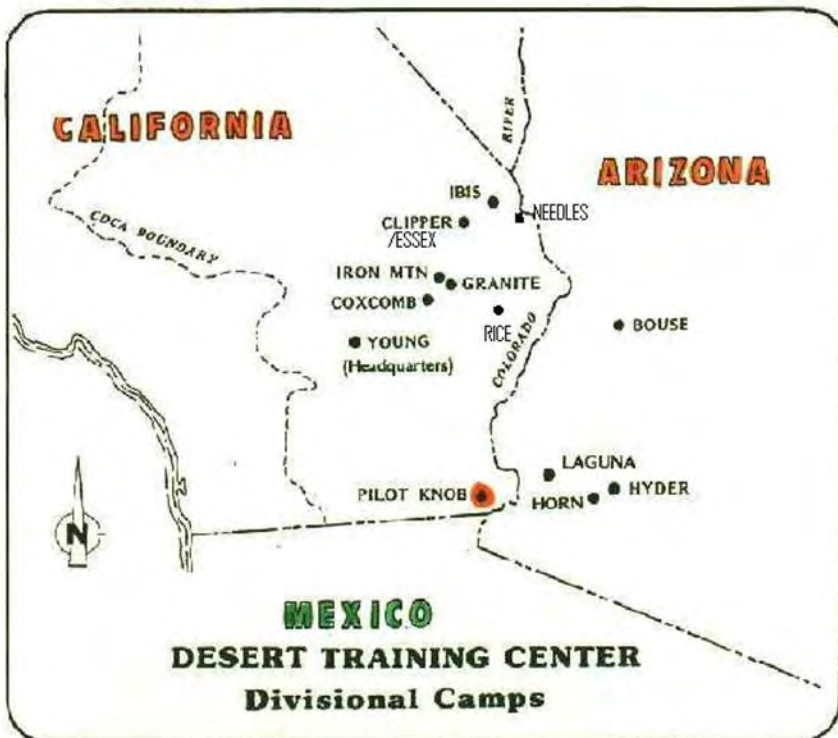 CALIFORNIA
ARIZONA
RIVER
IBIS
NEEDLES
CLIPPER
/ESSEX
CDCA BOUNDARY
IRON MTN
GRANITE
COXCOMB
RICE
COLORADO
BOUSE
YOUNG
(Headquarters)
LAGUNA
PILOT KNOB
HYDER
HORN
N
MEXICO
DESERT TRAINING CENTER
Divisional Camps